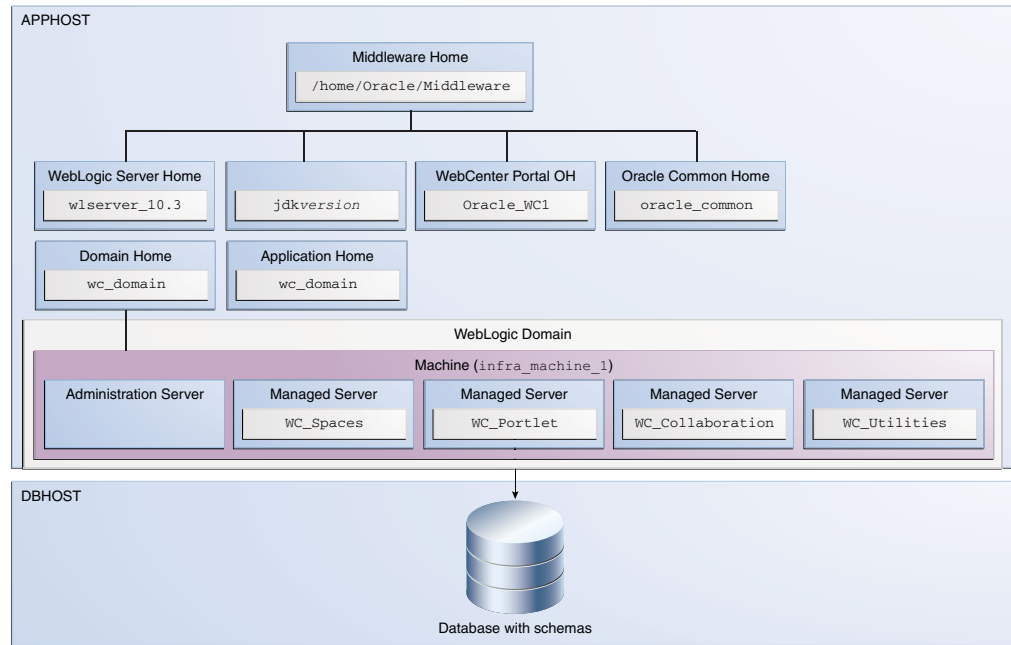 APPHOST
Middleware Home
/home/Oracle/Middleware
WebLogic Server Home
wlserver_10.3
jdkversion
WebCenter Portal OH
Oracle_WC1
Oracle Common Home
oracle_common
Domain Home
wc_domain
Application Home
wc_domain
WebLogic Domain
Machine (infra_machine_1)
Administration Server
Managed Server
WC_Spaces
Managed Server
WC_Portlet
Managed Server
WC_Collaboration
Managed Server
WC_Utilities
DBHOST
Database with schemas